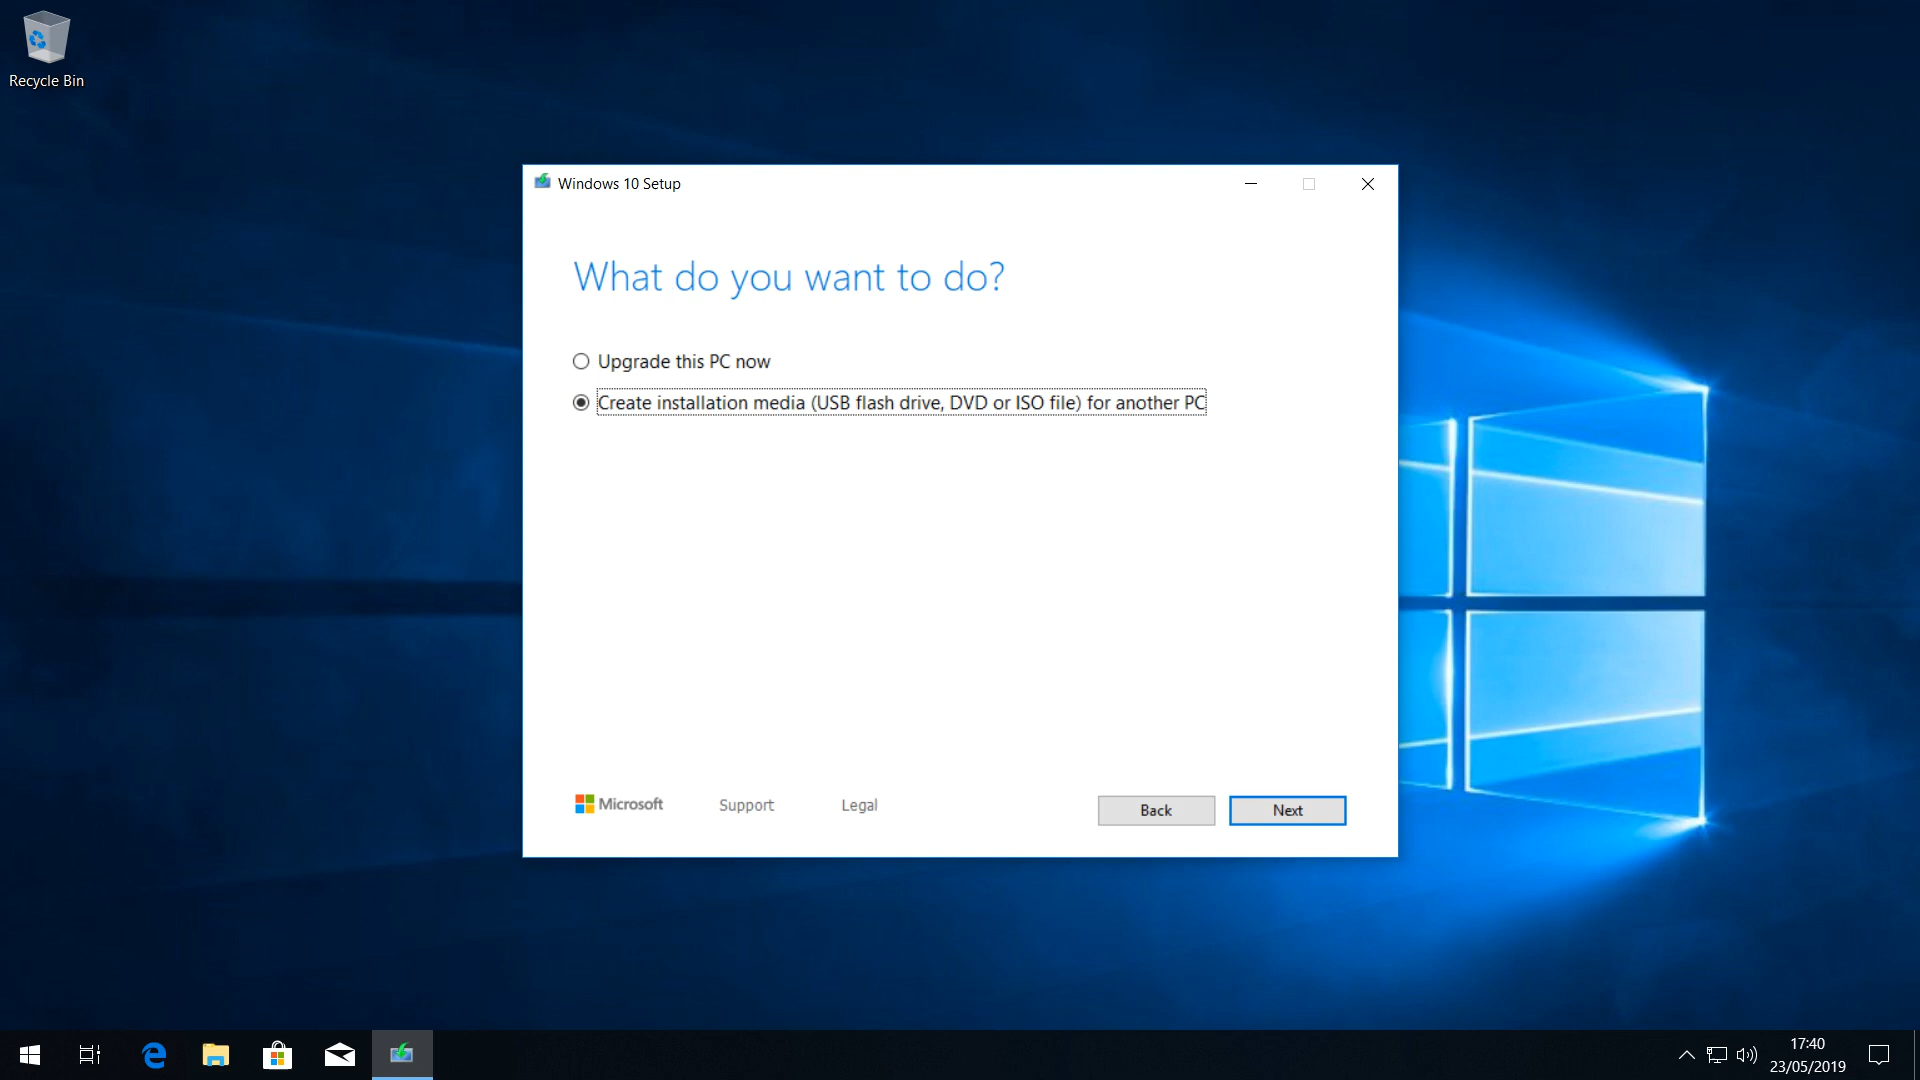 Recycle Bin
Windows 10 Setup
What do you want to do?
Upgrade this PC now
Create installation media (USB flash drive, DVD or ISO file) for another PC
Microsoft
Support
Legal
Back
Next
17:40
23/05/2019